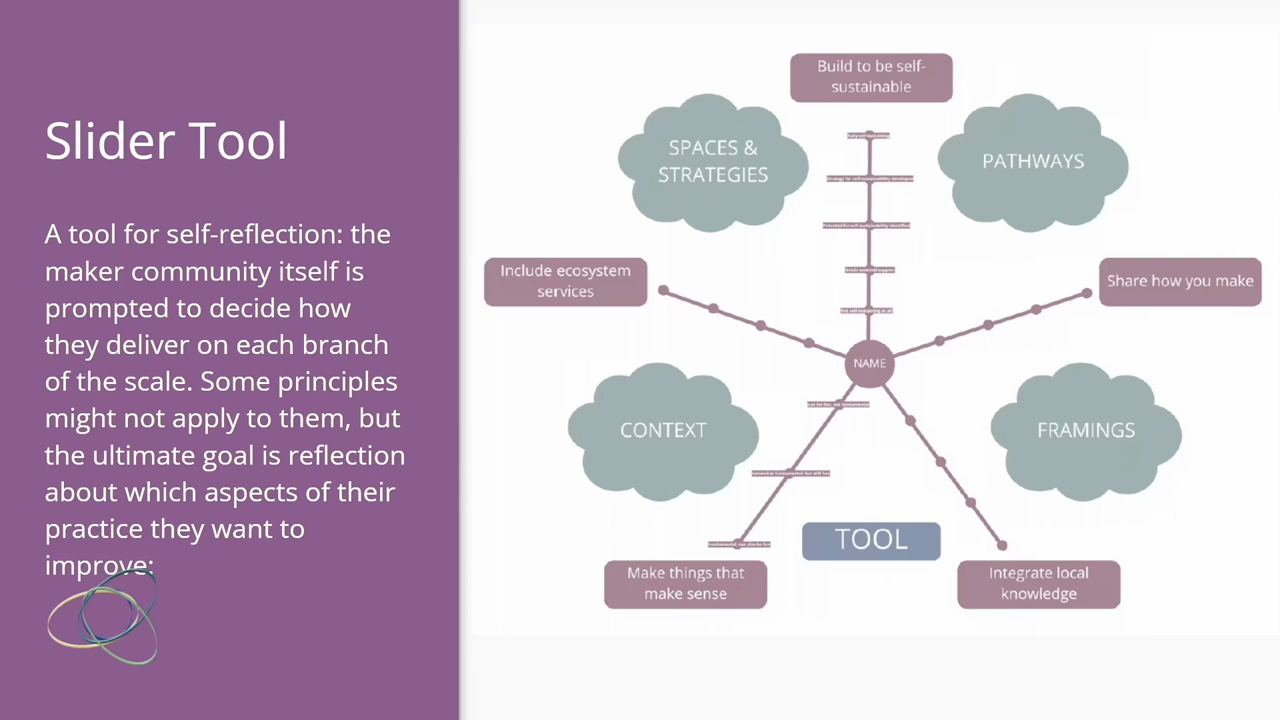 Slider Tool
A tool for self-reflection: the
maker community itself is
prompted to decide how
they deliver on each branch
of the scale. Some principles
might not apply to them, but
the ultimate goal is reflection
about which aspects of their
practice they want to
improve:
Build to be self-
sustainable
SPACES &
STRATEGIES
PATHWAYS
Include ecosystem
services
Share how you make
NAME
CONTEXT
FRAMINGS
TOOL
Make things that
make sense
Integrate local
knowledge